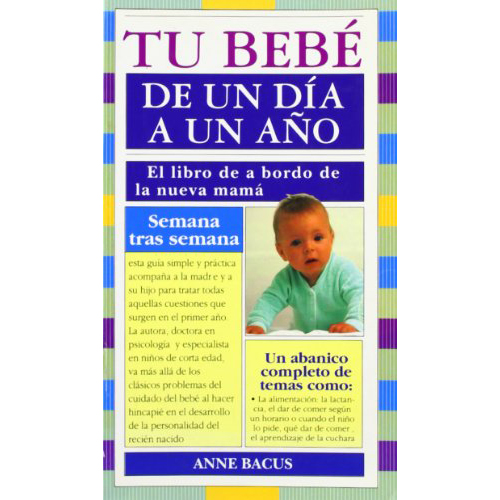 TU BEBÉ
DE UN DÍA
A UN AÑO
El libro de a bordo de
la nueva mamá
Semana
tras semana
esta guía simple y práctica
acompaña a la madre y a
su hijo para tratar todas
aquellas cuestiones que
surgen en el primer año.
La autora, doctora en
psicología y especialista
en niños de corta edad,
va más allá de los
clásicos problemas del
cuidado del bebé al hacer
hincapié en el desarrollo
de la personalidad del
recién nacido
Un abanico
completo de
temas como:
• La alimentación: la lactan-
cia, el dar de comer según
un horario o cuando el niño
lo pide, qué dar de comer,
el aprendizaje de la cuchara
ANNE BACUS